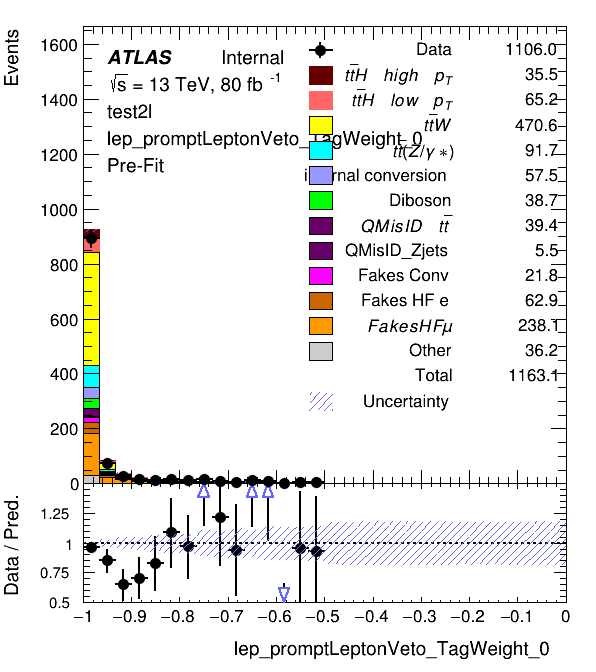 Events
1600
1400
1200
1000
800
600
400
200
0
ATLAS Internal
√s = 13 TeV, 80 fb -1
test2l
lep_promptLeptonVeto_TagWeight_0
Pre-Fit
Data 1106.0
tt̅H high pT 35.5
tt̅H low pT 65.2
tt̅W 470.6
tt̅(Z/γ*) 91.7
internal conversion 57.5
Diboson 38.7
QMisID tt̅ 39.4
QMisID_Zjets 5.5
Fakes Conv 21.8
Fakes HF e 62.9
FakesHFμ 238.1
Other 36.2
Total 1163.1
Uncertainty
Data / Pred.
1.25
1
0.75
0.5
−1 −0.9 −0.8 −0.7 −0.6 −0.5 −0.4 −0.3 −0.2 −0.1 0
lep_promptLeptonVeto_TagWeight_0